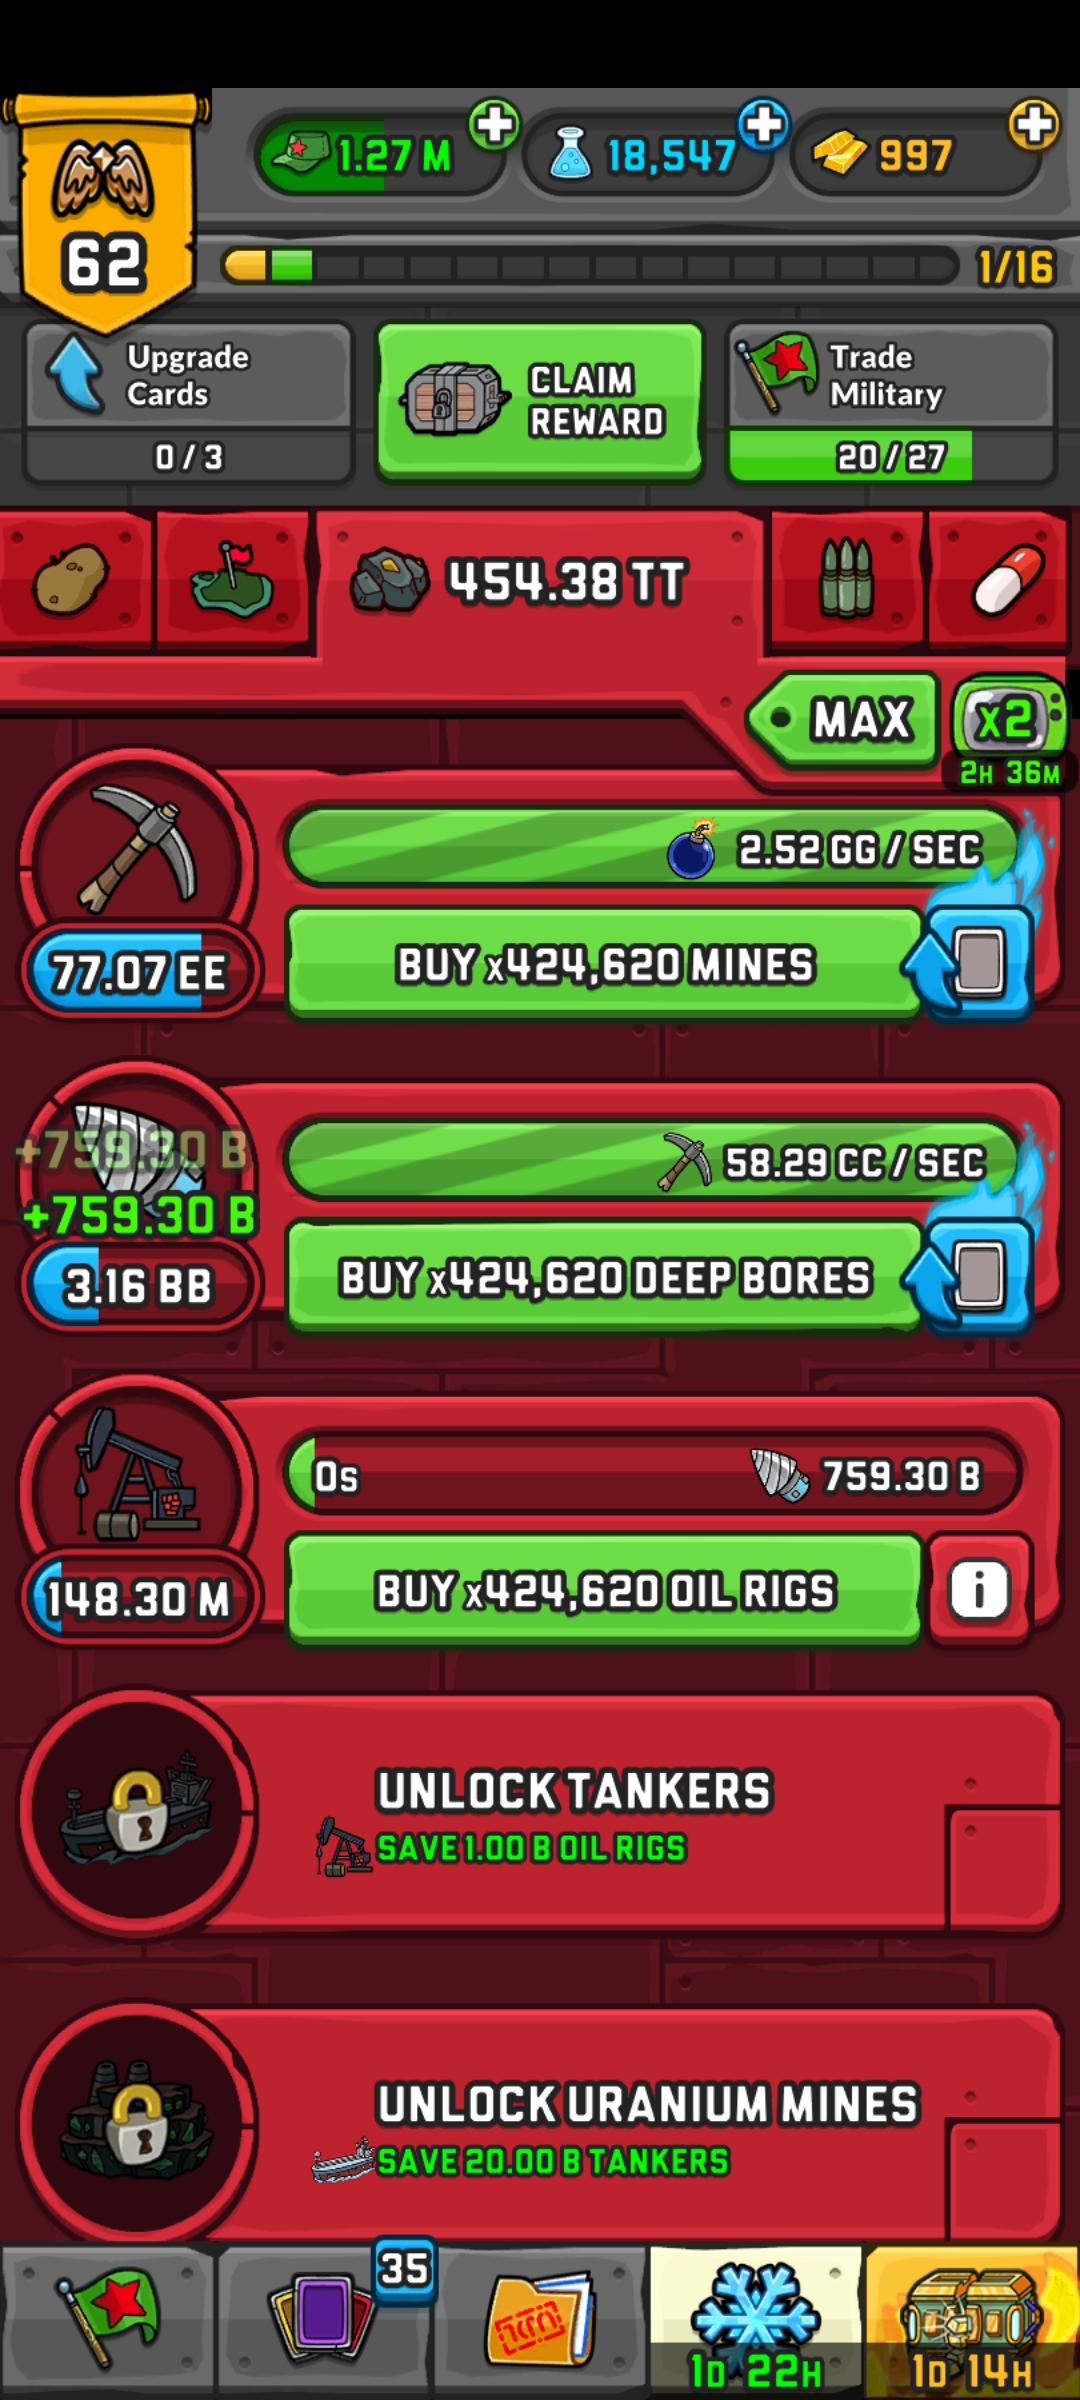 1.27 M
18,547
997
62
1/16
Upgrade
Cards
0 / 3
CLAIM
REWARD
Trade
Military
20 / 27
454.38 TT
MAX
x2
2H 36M
2.52 GG / SEC
77.07 EE
BUY x424,620 MINES
+759.30 B
+759.30 B
58.29 CC / SEC
3.16 BB
BUY x424,620 DEEP BORES
0s
759.30 B
148.30 M
BUY x424,620 OIL RIGS
i
UNLOCK TANKERS
SAVE 1.00 B OIL RIGS
UNLOCK URANIUM MINES
SAVE 20.00 B TANKERS
35
1D 22H
1D 14H